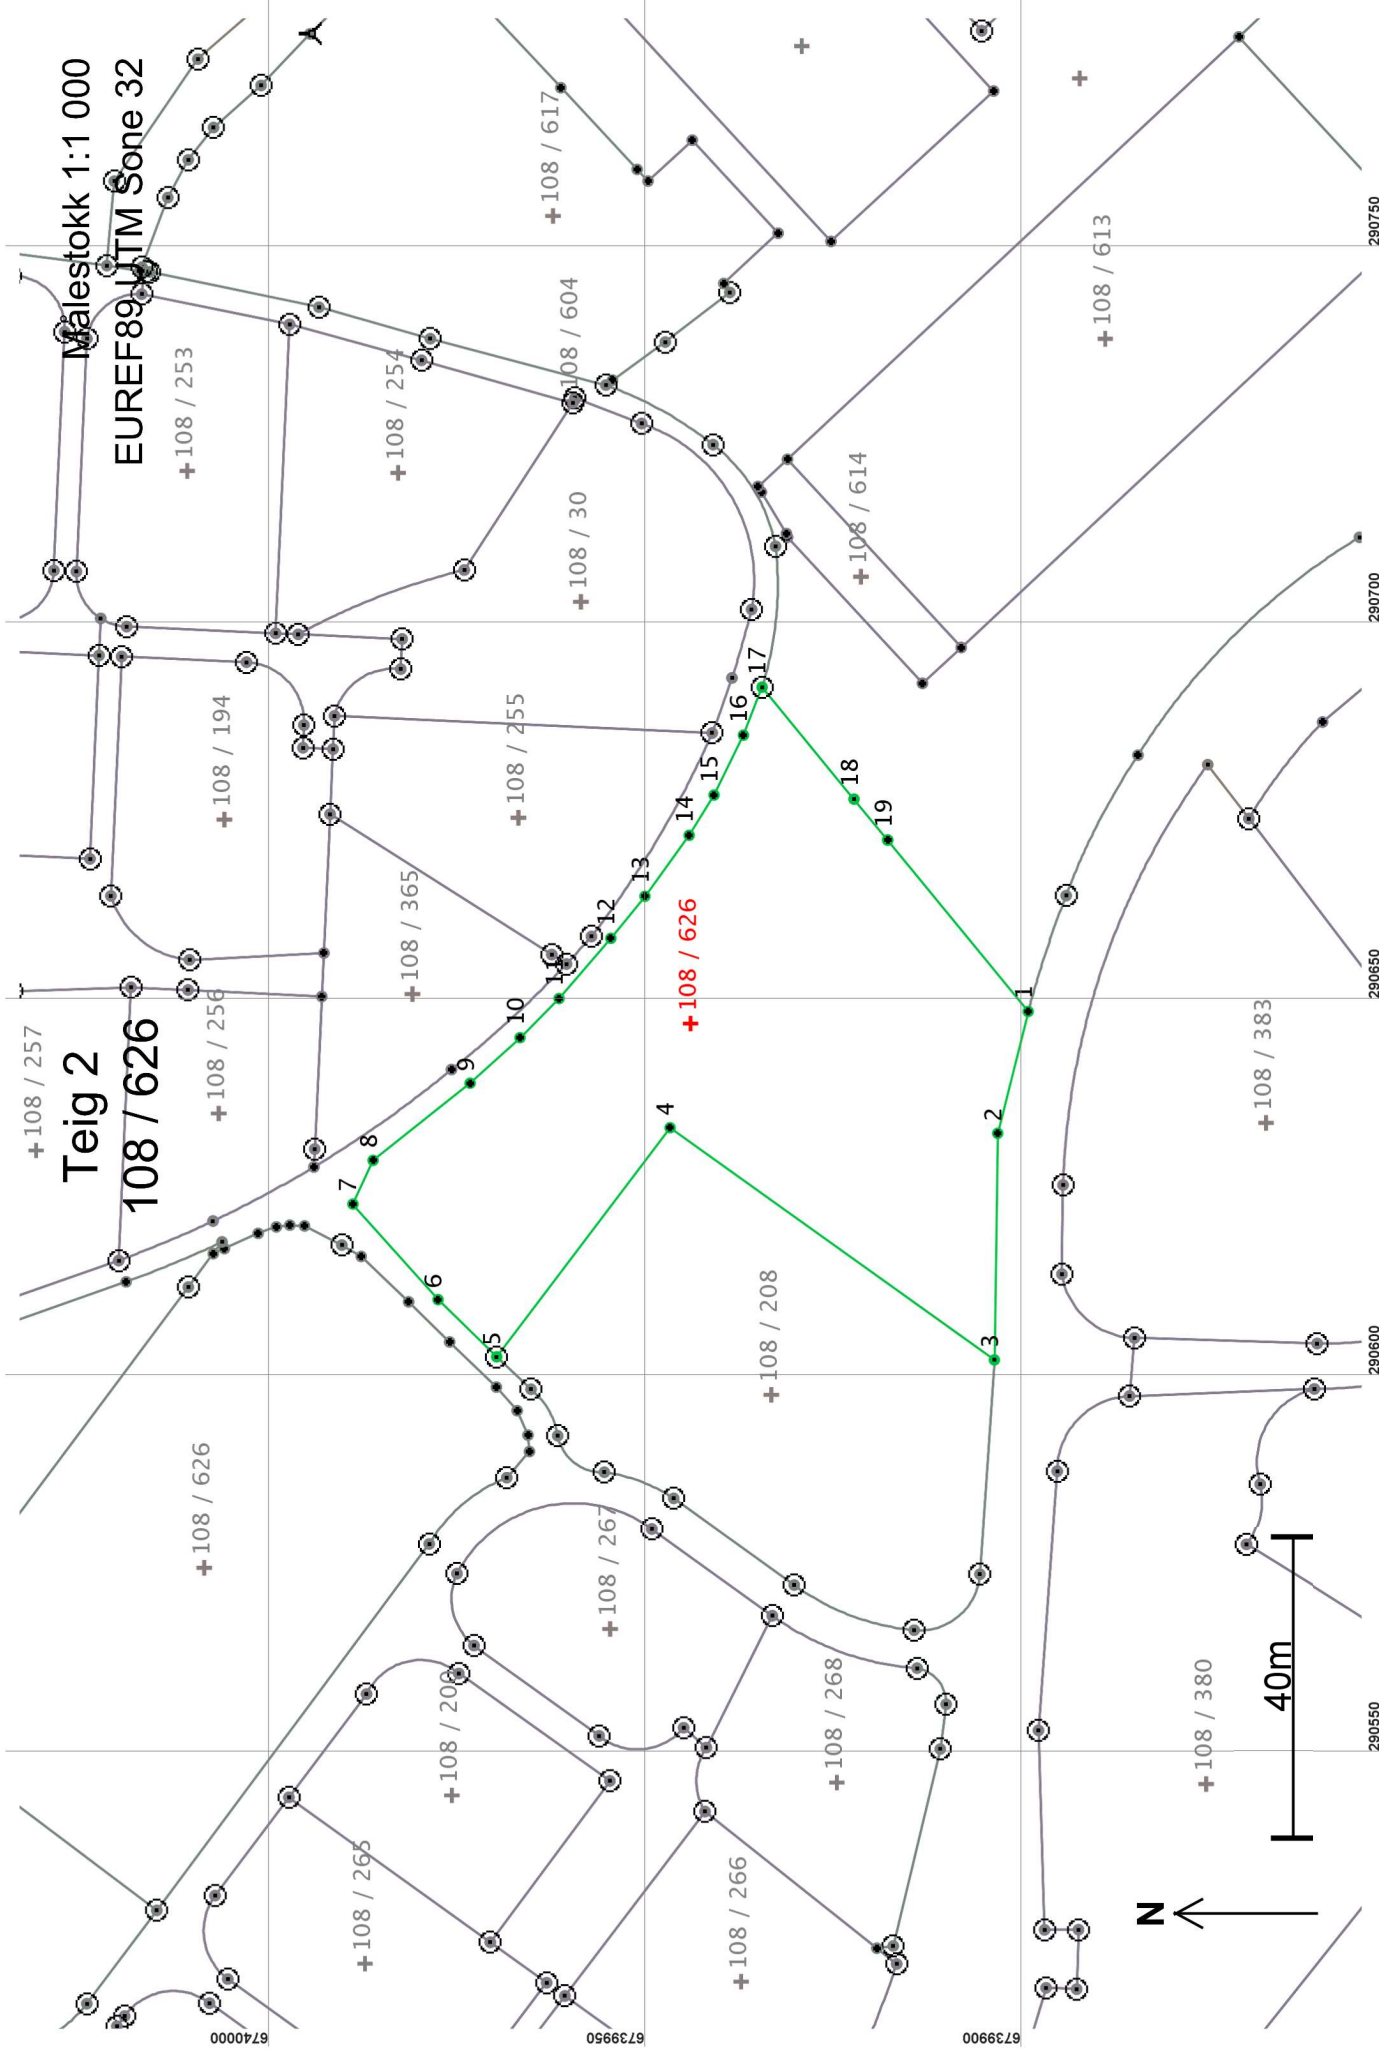 Teig 2
108 / 626
Målestokk 1:1 000
EUREF89 UTM Sone 32
108 / 257
108 / 256
108 / 194
108 / 253
108 / 254
108 / 365
108 / 255
108 / 30
108 / 604
108 / 617
108 / 626
108 / 626
108 / 614
108 / 613
108 / 265
108 / 200
108 / 267
108 / 208
108 / 266
108 / 268
108 / 380
108 / 383
1
2
3
4
5
6
7
8
9
10
11
12
13
14
15
16
17
18
19
N
40m
6740000
6739950
6739900
290550
290600
290650
290700
290750